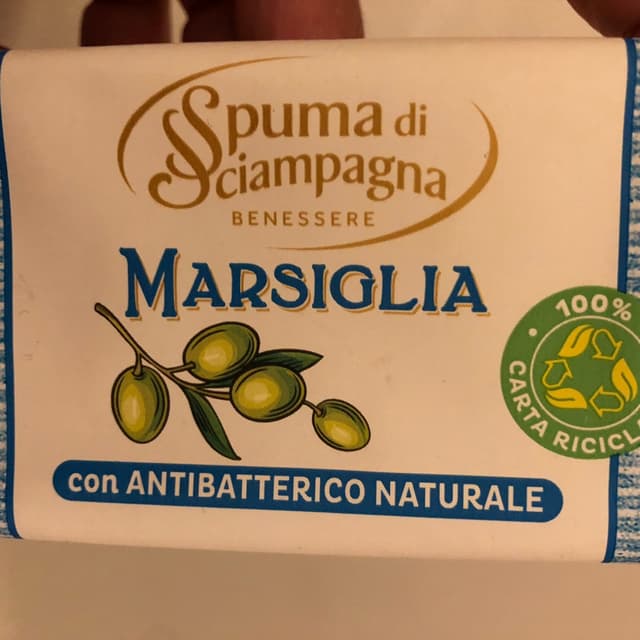 Spuma di
Sciampagna
BENESSERE
MARSIGLIA
100%
CARTA
con ANTIBATTERICO NATURALE